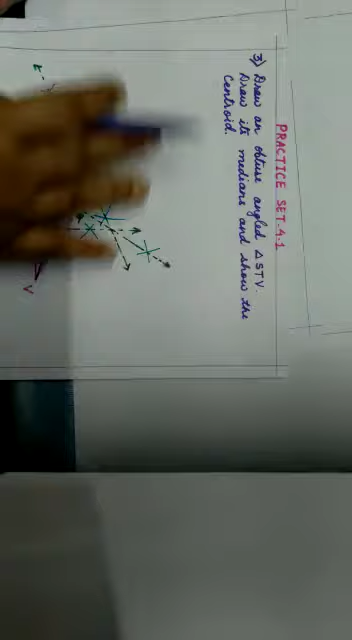 PRACTICE SET. 4.1
3) Draw an obtuse angled △ STV.
Draw its medians and show the
Centroid.
V